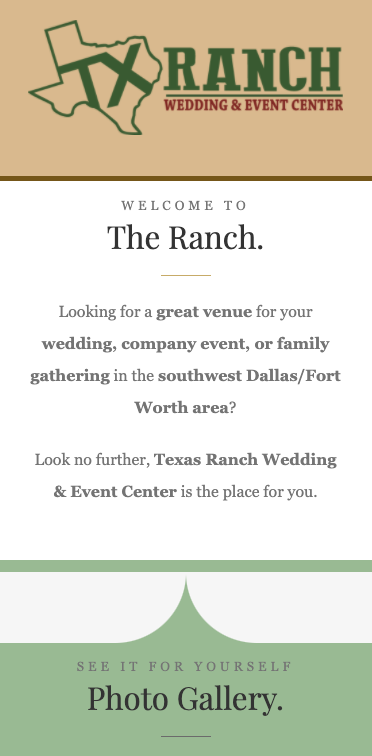 TX RANCH
WEDDING & EVENT CENTER
WELCOME TO
The Ranch.
Looking for a great venue for your
wedding, company event, or family
gathering in the southwest Dallas/Fort
Worth area?
Look no further, Texas Ranch Wedding
& Event Center is the place for you.
SEE IT FOR YOURSELF
Photo Gallery.